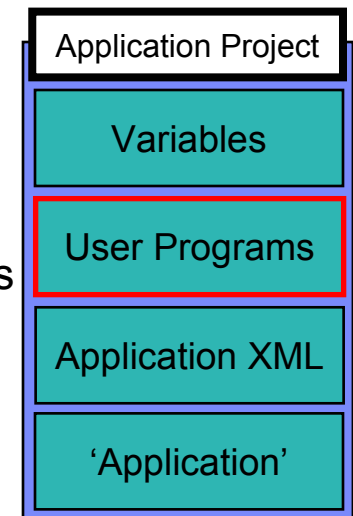 Application Project
Variables
User Programs
s
Application XML
‘Application’